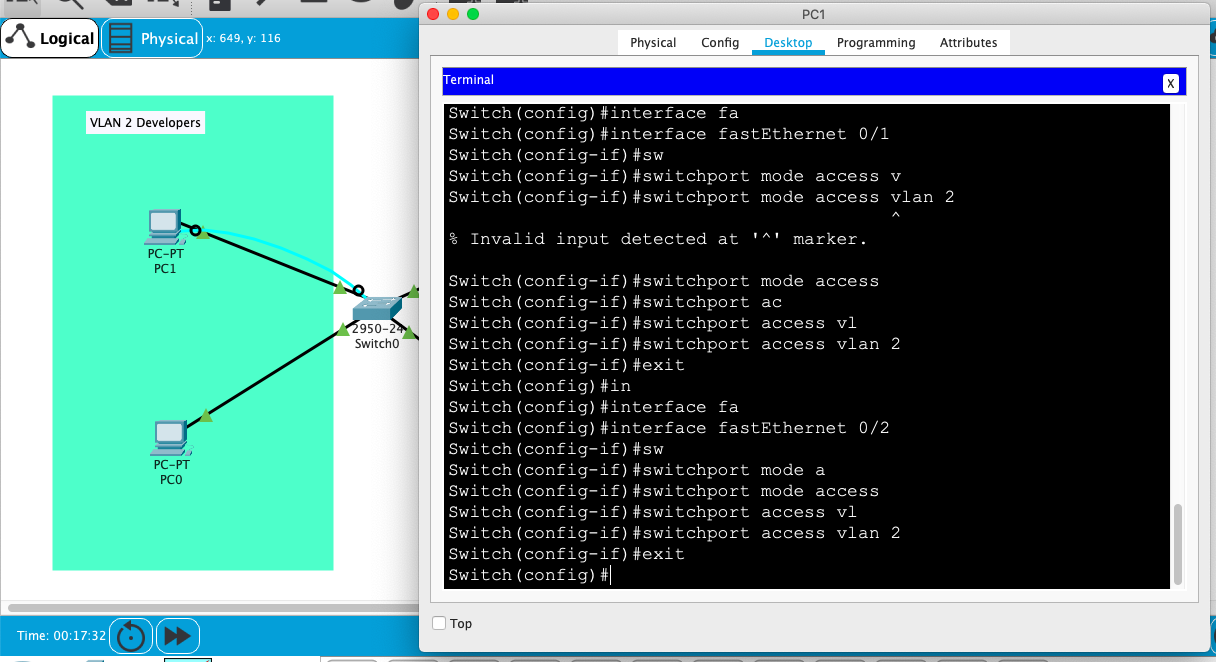 PC1
Logical
Physical
x: 649, y: 116
Physical Config Desktop Programming Attributes
Terminal
X
VLAN 2 Developers
PC-PT
PC1
2950-24
Switch0
PC-PT
PC0
Switch(config)#interface fa
Switch(config)#interface fastEthernet 0/1
Switch(config-if)#sw
Switch(config-if)#switchport mode access v
Switch(config-if)#switchport mode access vlan 2
^
% Invalid input detected at '^' marker.
Switch(config-if)#switchport mode access
Switch(config-if)#switchport ac
Switch(config-if)#switchport access vl
Switch(config-if)#switchport access vlan 2
Switch(config-if)#exit
Switch(config)#in
Switch(config)#interface fa
Switch(config)#interface fastEthernet 0/2
Switch(config-if)#sw
Switch(config-if)#switchport mode a
Switch(config-if)#switchport mode access
Switch(config-if)#switchport access vl
Switch(config-if)#switchport access vlan 2
Switch(config-if)#exit
Switch(config)#
Top
Time: 00:17:32